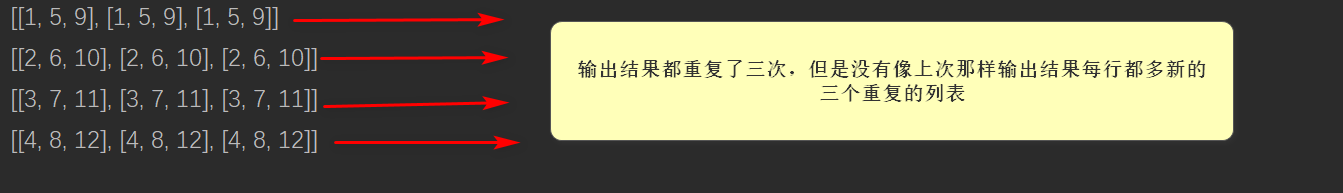 [[1, 5, 9], [1, 5, 9], [1, 5, 9]]
[[2, 6, 10], [2, 6, 10], [2, 6, 10]]
[[3, 7, 11], [3, 7, 11], [3, 7, 11]]
[[4, 8, 12], [4, 8, 12], [4, 8, 12]]
输出结果都重复了三次，但是没有像上次那样输出结果每行都多新的
三个重复的列表